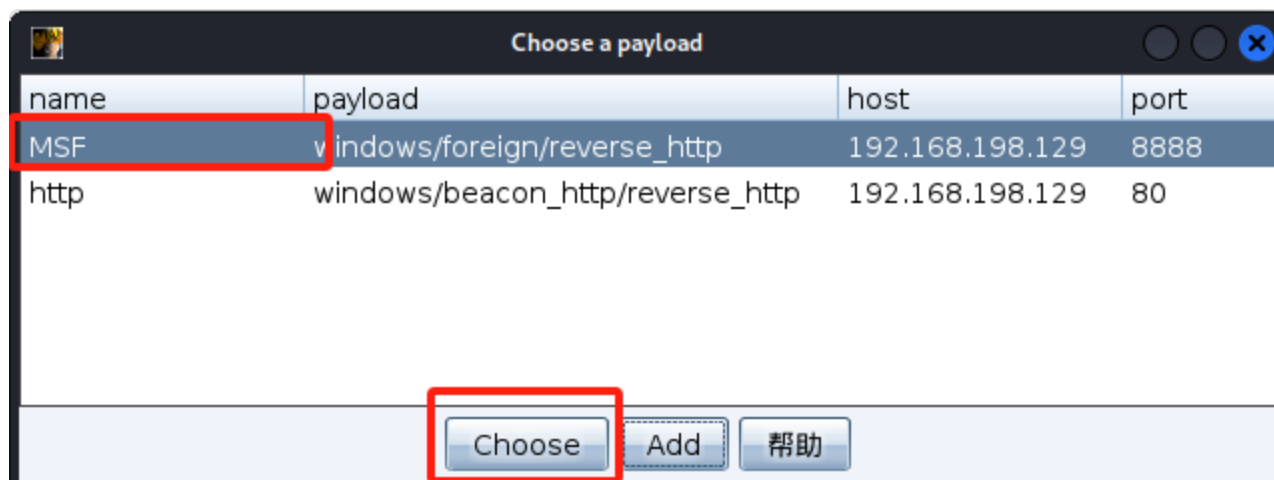 Choose a payload
name payload host port
MSF windows/foreign/reverse_http 192.168.198.129 8888
http windows/beacon_http/reverse_http 192.168.198.129 80
Choose Add 帮助